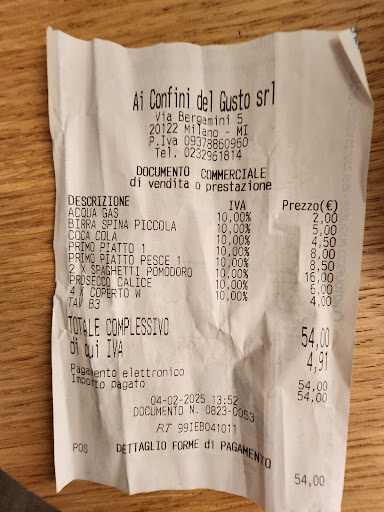 Ai Confini del Gusto srl
Via Bergamini 5
20122 Milano - MI
P.Iva 09378860960
Tel. 0232961814
DOCUMENTO COMMERCIALE
di vendita o prestazione
DESCRIZIONE IVA Prezzo(€)
ACQUA GAS 10,00% 2,00
BIRRA SPINA PICCOLA 10,00% 5,00
COCA COLA 10,00% 4,50
PRIMO PIATTO 1 10,00% 8,00
PRIMO PIATTO PESCE 1 10,00% 8,50
2 X SPAGHETTI POMODORO 10,00% 16,00
PROSECCO CALICE 10,00% 6,00
4 X COPERTO W 10,00% 4,00
TAV B3
TOTALE COMPLESSIVO 54,00
di cui IVA 4,91
Pagamento elettronico 54,00
Importo pagato 54,00
04-02-2025 13:52
DOCUMENTO N. 0823-0053
RT 99IEB041011
DETTAGLIO FORME di PAGAMENTO
POS 54,00